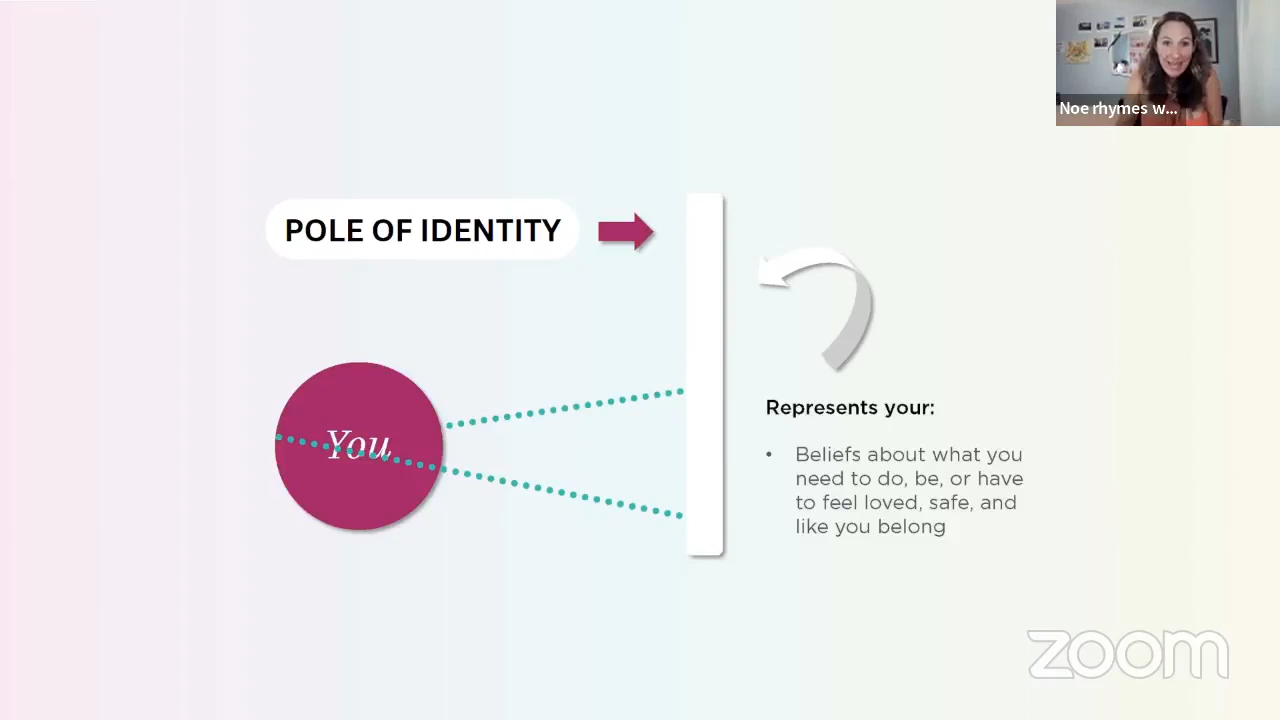 Noe rhymes w...
POLE OF IDENTITY
You
Represents your:
• Beliefs about what you
need to do, be, or have
to feel loved, safe, and
like you belong
zoom